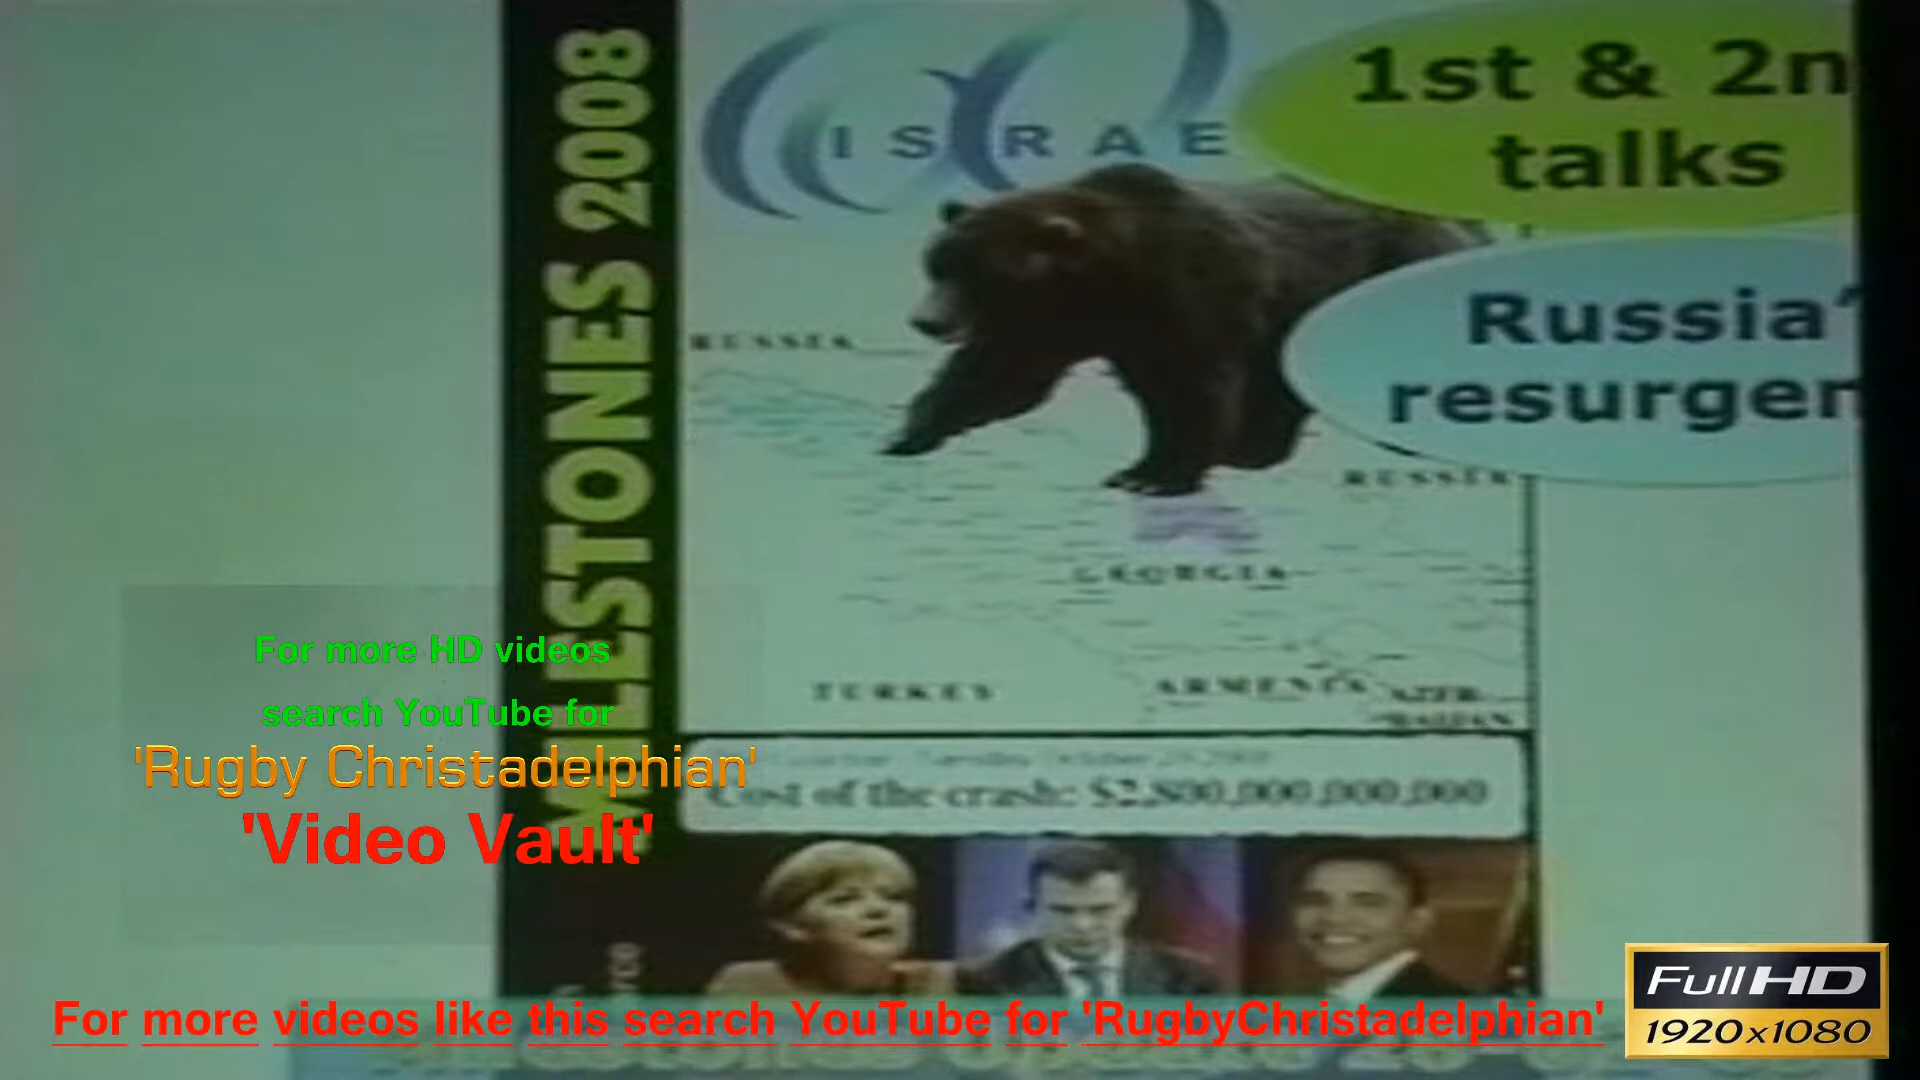 MILESTONES 2008
ISRAE
1st & 2n
talks
Russia'
resurgen
RUSSIA
RUSSIA
GEORGIA
TURKEY
ARMENIA
AZER-
BAIJAN
Cost of the crash: $2,800,000,000,000
For more HD videos
search YouTube for
'Rugby Christadelphian'
'Video Vault'
For more videos like this search YouTube for 'RugbyChristadelphian'
Full HD
1920x1080